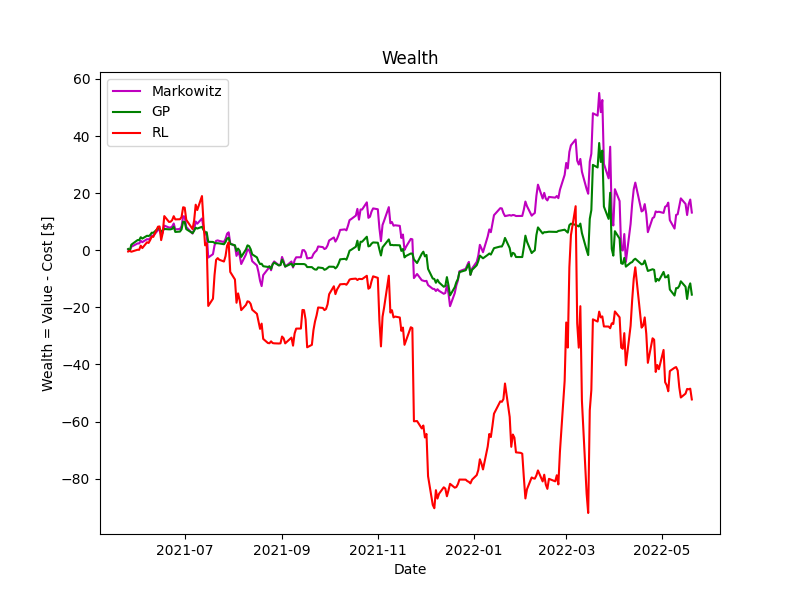 Wealth
Markowitz
GP
RL
60
40
20
0
−20
−40
−60
−80
Wealth = Value - Cost [$]
2021-07
2021-09
2021-11
2022-01
2022-03
2022-05
Date